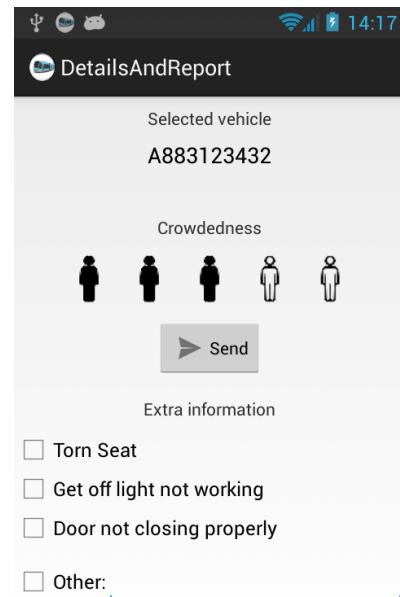 14:17
DetailsAndReport
Selected vehicle
A883123432
Crowdedness
Send
Extra information
Torn Seat
Get off light not working
Door not closing properly
Other: